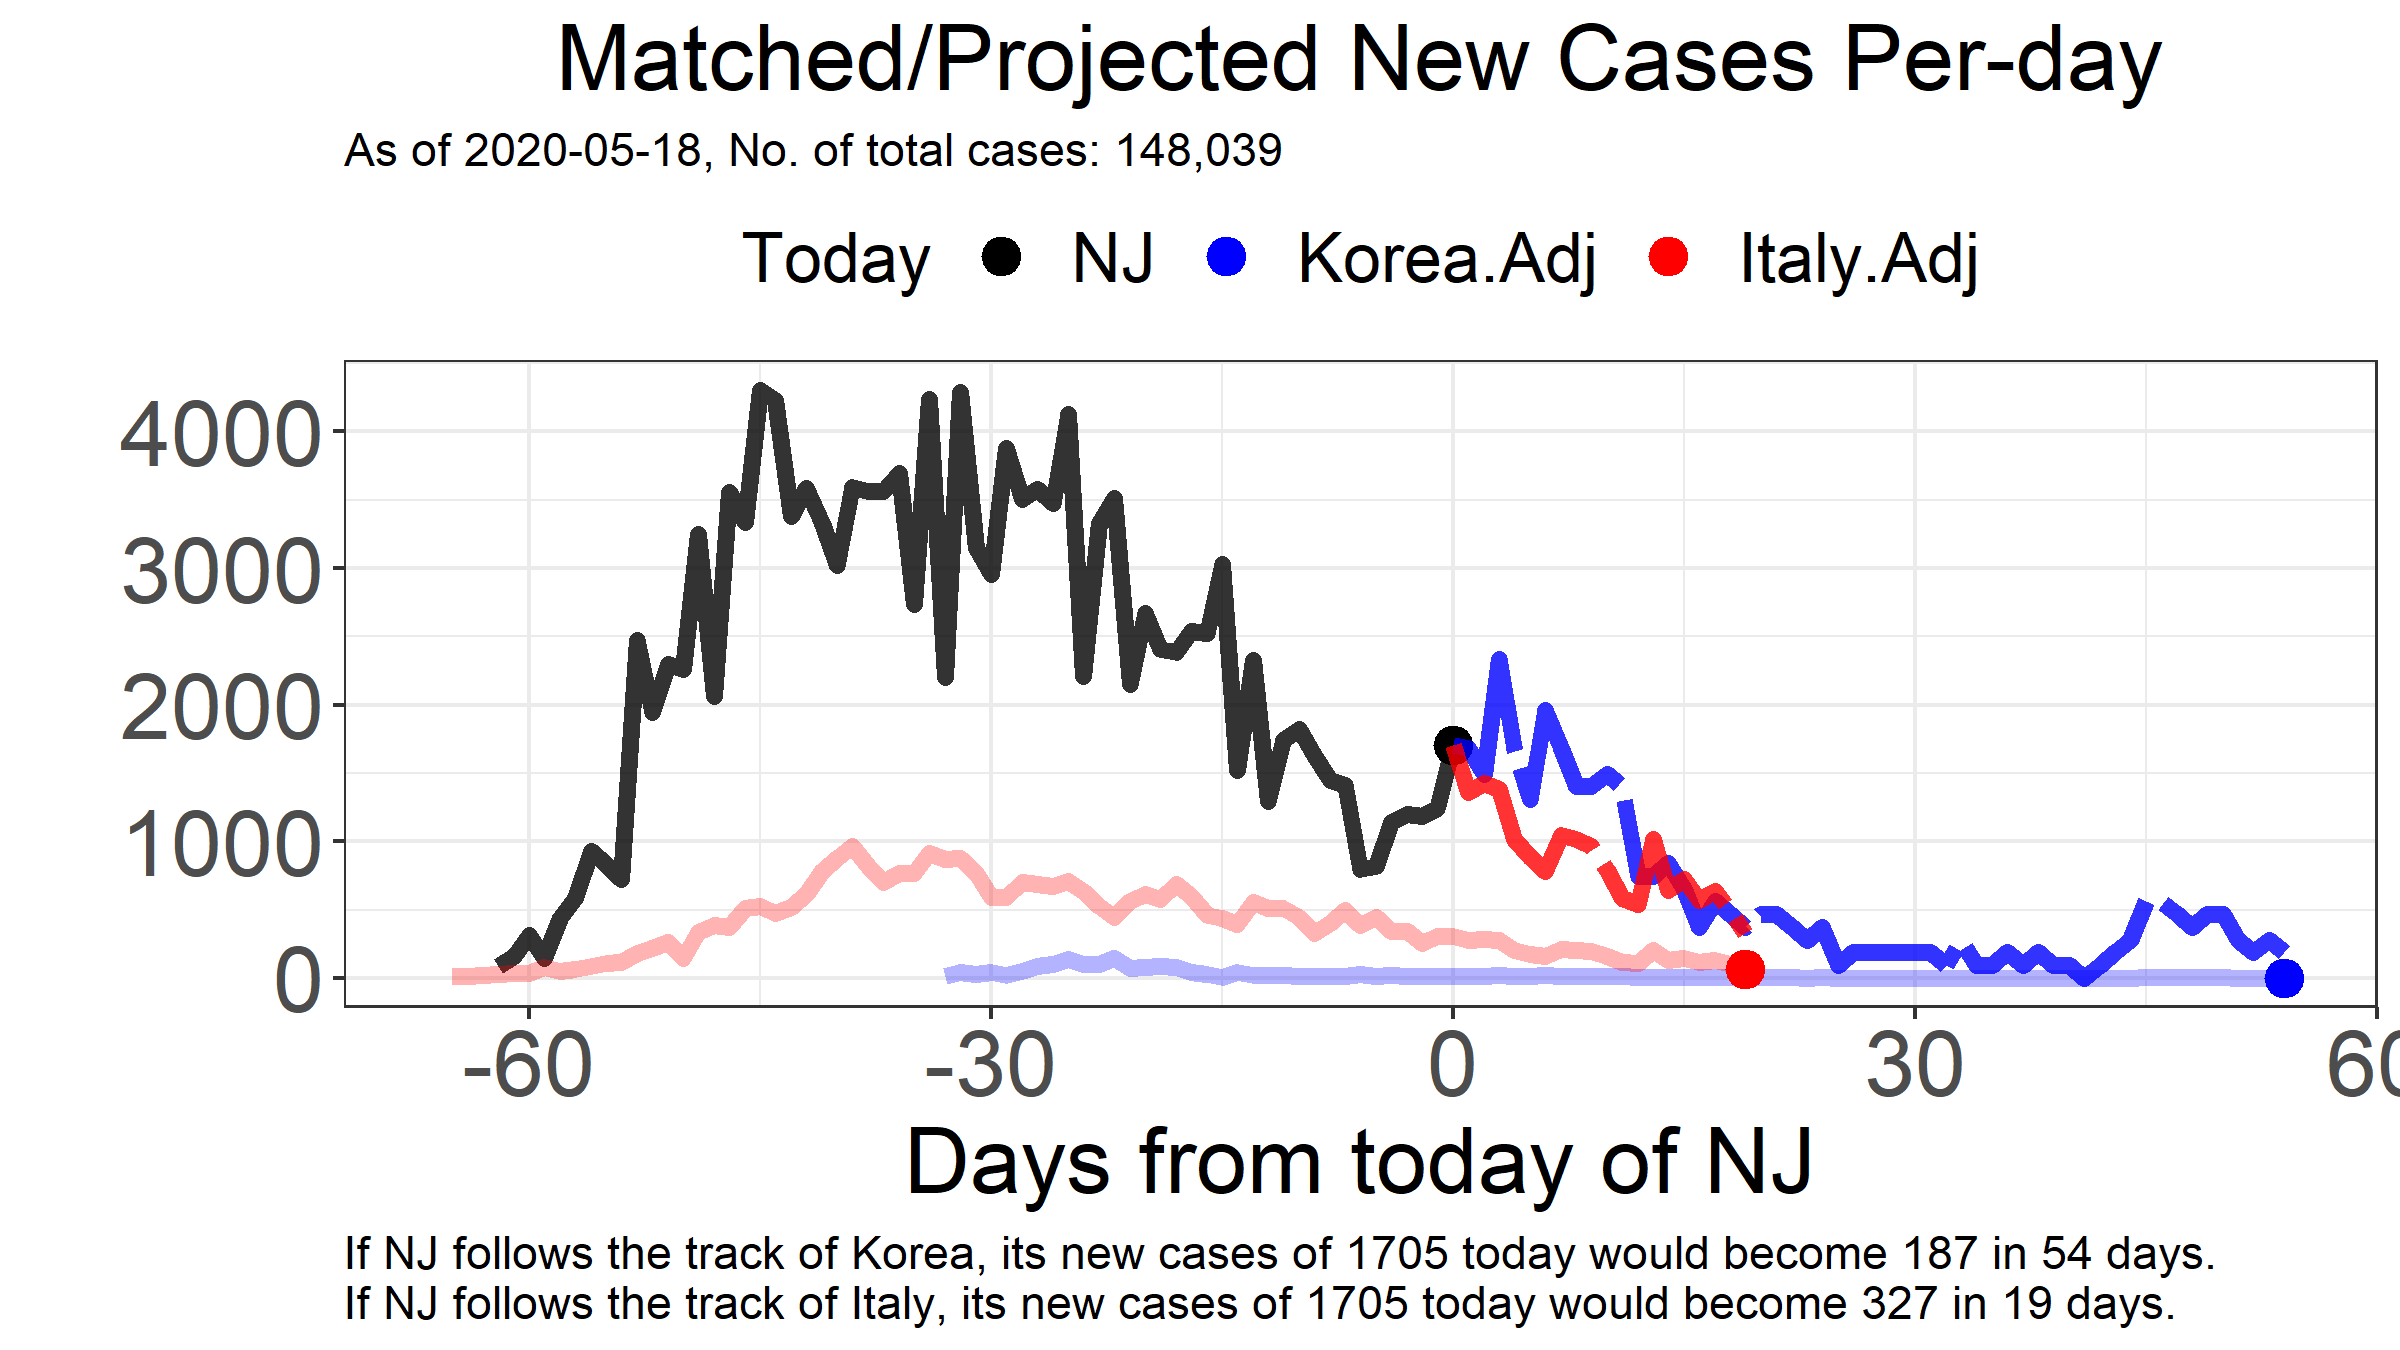 Matched/Projected New Cases Per-day
As of 2020-05-18, No. of total cases: 148,039
Today NJ Korea.Adj Italy.Adj
4000
3000
2000
1000
0
-60 -30 0 30 60
Days from today of NJ
If NJ follows the track of Korea, its new cases of 1705 today would become 187 in 54 days.
If NJ follows the track of Italy, its new cases of 1705 today would become 327 in 19 days.